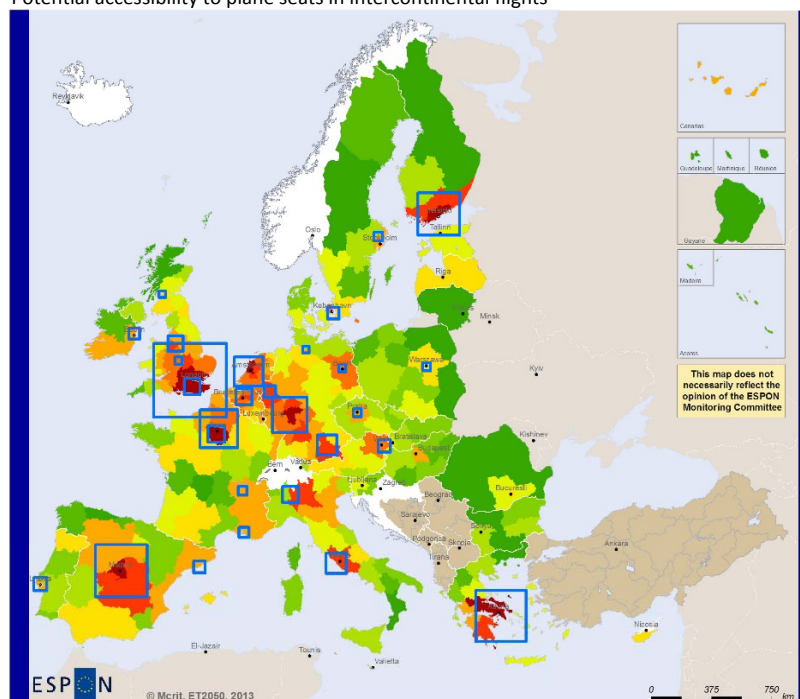 Potential accessibility to plane seats in intercontinental flights
Reykjavik
Canarias
Guadeloupe
Martinique
Réunion
Guyane
Madeira
Acores
This map does not
necessarily reflect the
opinion of the ESPON
Monitoring Committee
Oslo
Tallinn
Stockholm
Riga
København
Minsk
Warszawa
Kyiv
Luxembourg
Bratislava
Budapest
Kishinev
Bern
Vaduz
Ljubljana
Zagreb
Beograd
Bucuresti
Sarajevo
Podgorica
Skopje
Tirana
Ankara
Nicosia
El-Jazair
Tounis
Valletta
ESPON
© Mcrit, ET2050, 2013
0 375 750
km